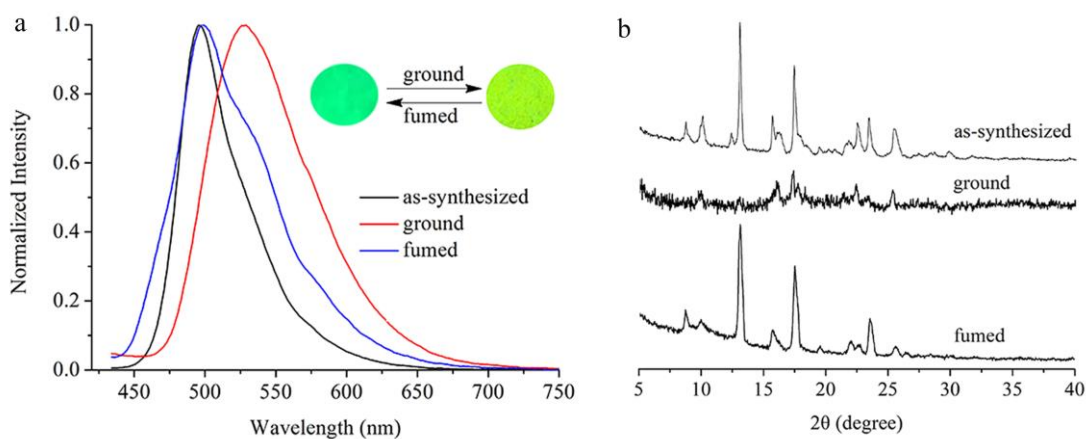 a
1.0
0.8
0.6
0.4
0.2
0.0
Normalized Intensity
450 500 550 600 650 700 750
Wavelength (nm)
ground
fumed
as-synthesized
ground
fumed
b
as-synthesized
ground
fumed
5 10 15 20 25 30 35 40
2θ (degree)